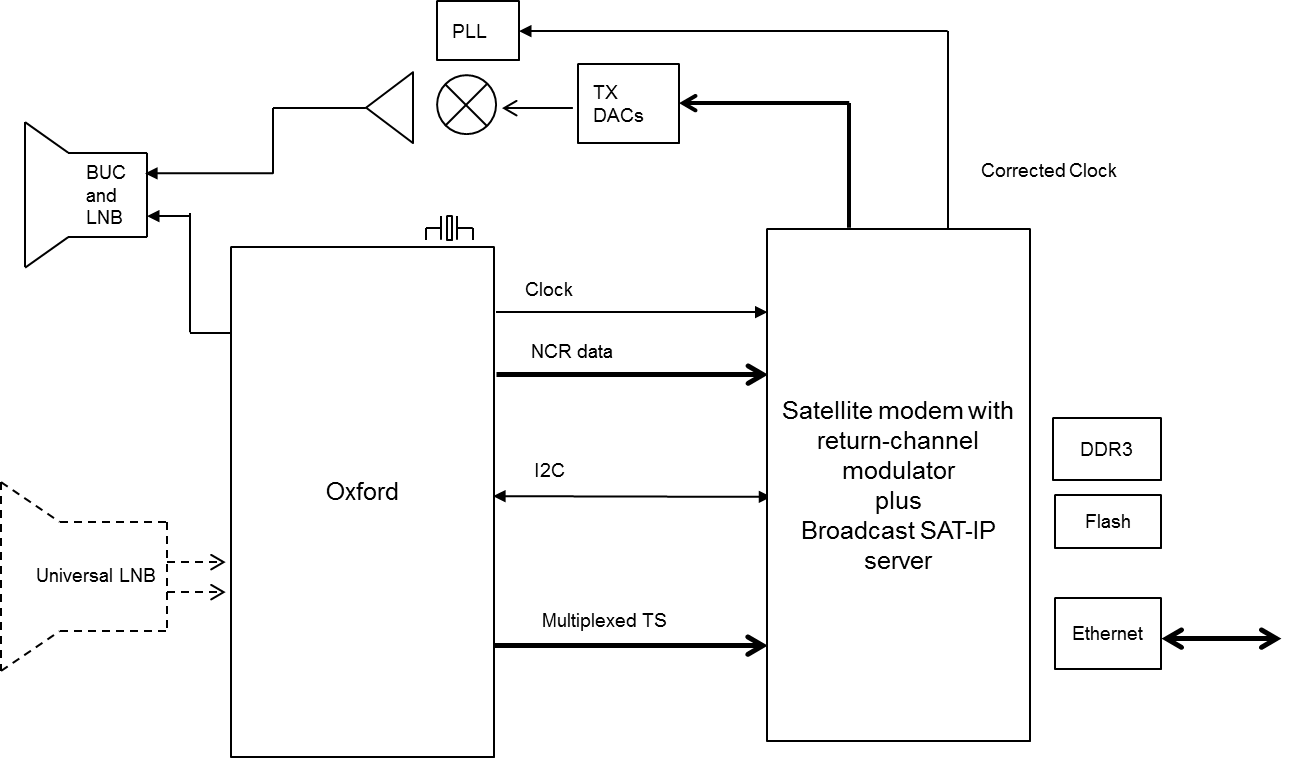 PLL
TX
DACs
BUC
and
LNB
Corrected Clock
Clock
NCR data
Satellite modem with
return-channel
modulator
plus
Broadcast SAT-IP
server
DDR3
I2C
Oxford
Flash
Universal LNB
Multiplexed TS
Ethernet